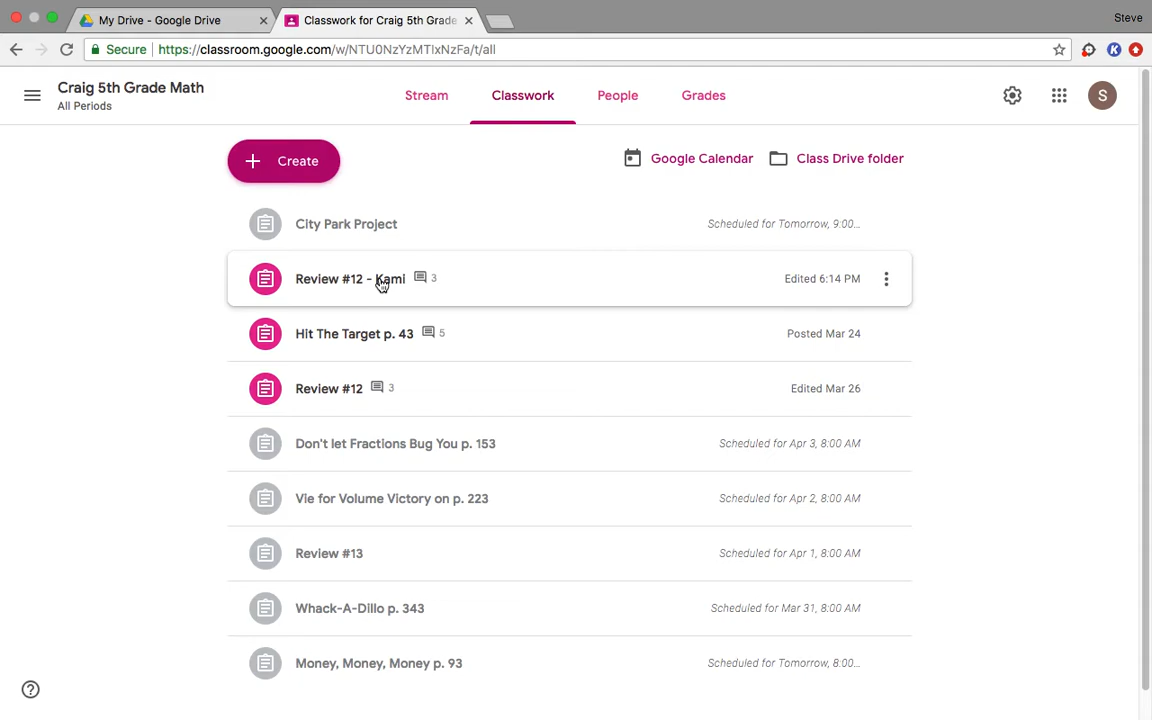 My Drive - Google Drive
Classwork for Craig 5th Grade
Steve
Secure https://classroom.google.com/w/NTU0NzYzMTIxNzFa/t/all
K
Craig 5th Grade Math
All Periods
Stream
Classwork
People
Grades
S
+ Create
Google Calendar
Class Drive folder
City Park Project
Scheduled for Tomorrow, 9:00...
Review #12 - Kami 3
Edited 6:14 PM
Hit The Target p. 43 5
Posted Mar 24
Review #12 3
Edited Mar 26
Don't let Fractions Bug You p. 153
Scheduled for Apr 3, 8:00 AM
Vie for Volume Victory on p. 223
Scheduled for Apr 2, 8:00 AM
Review #13
Scheduled for Apr 1, 8:00 AM
Whack-A-Dillo p. 343
Scheduled for Mar 31, 8:00 AM
Money, Money, Money p. 93
Scheduled for Tomorrow, 8:00...